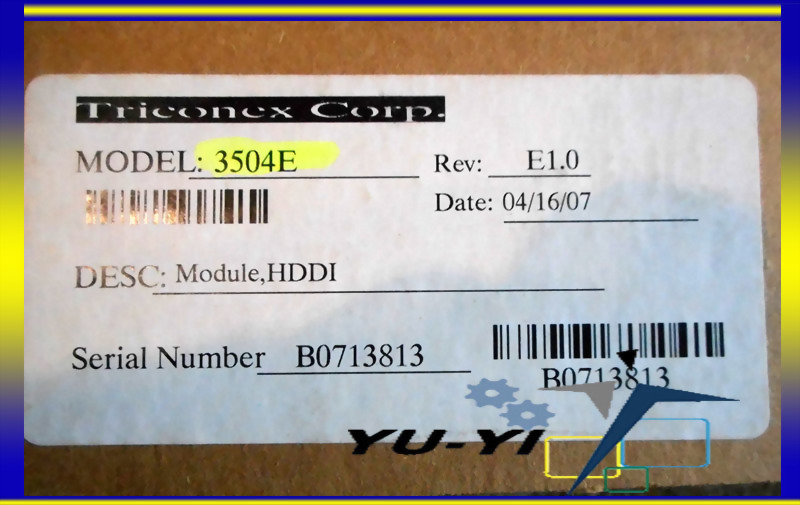 Triconex Corp.
MODEL: 3504E
Rev: E1.0
Date: 04/16/07
DESC: Module,HDDI
Serial Number B0713813
B0713813
YU-YI